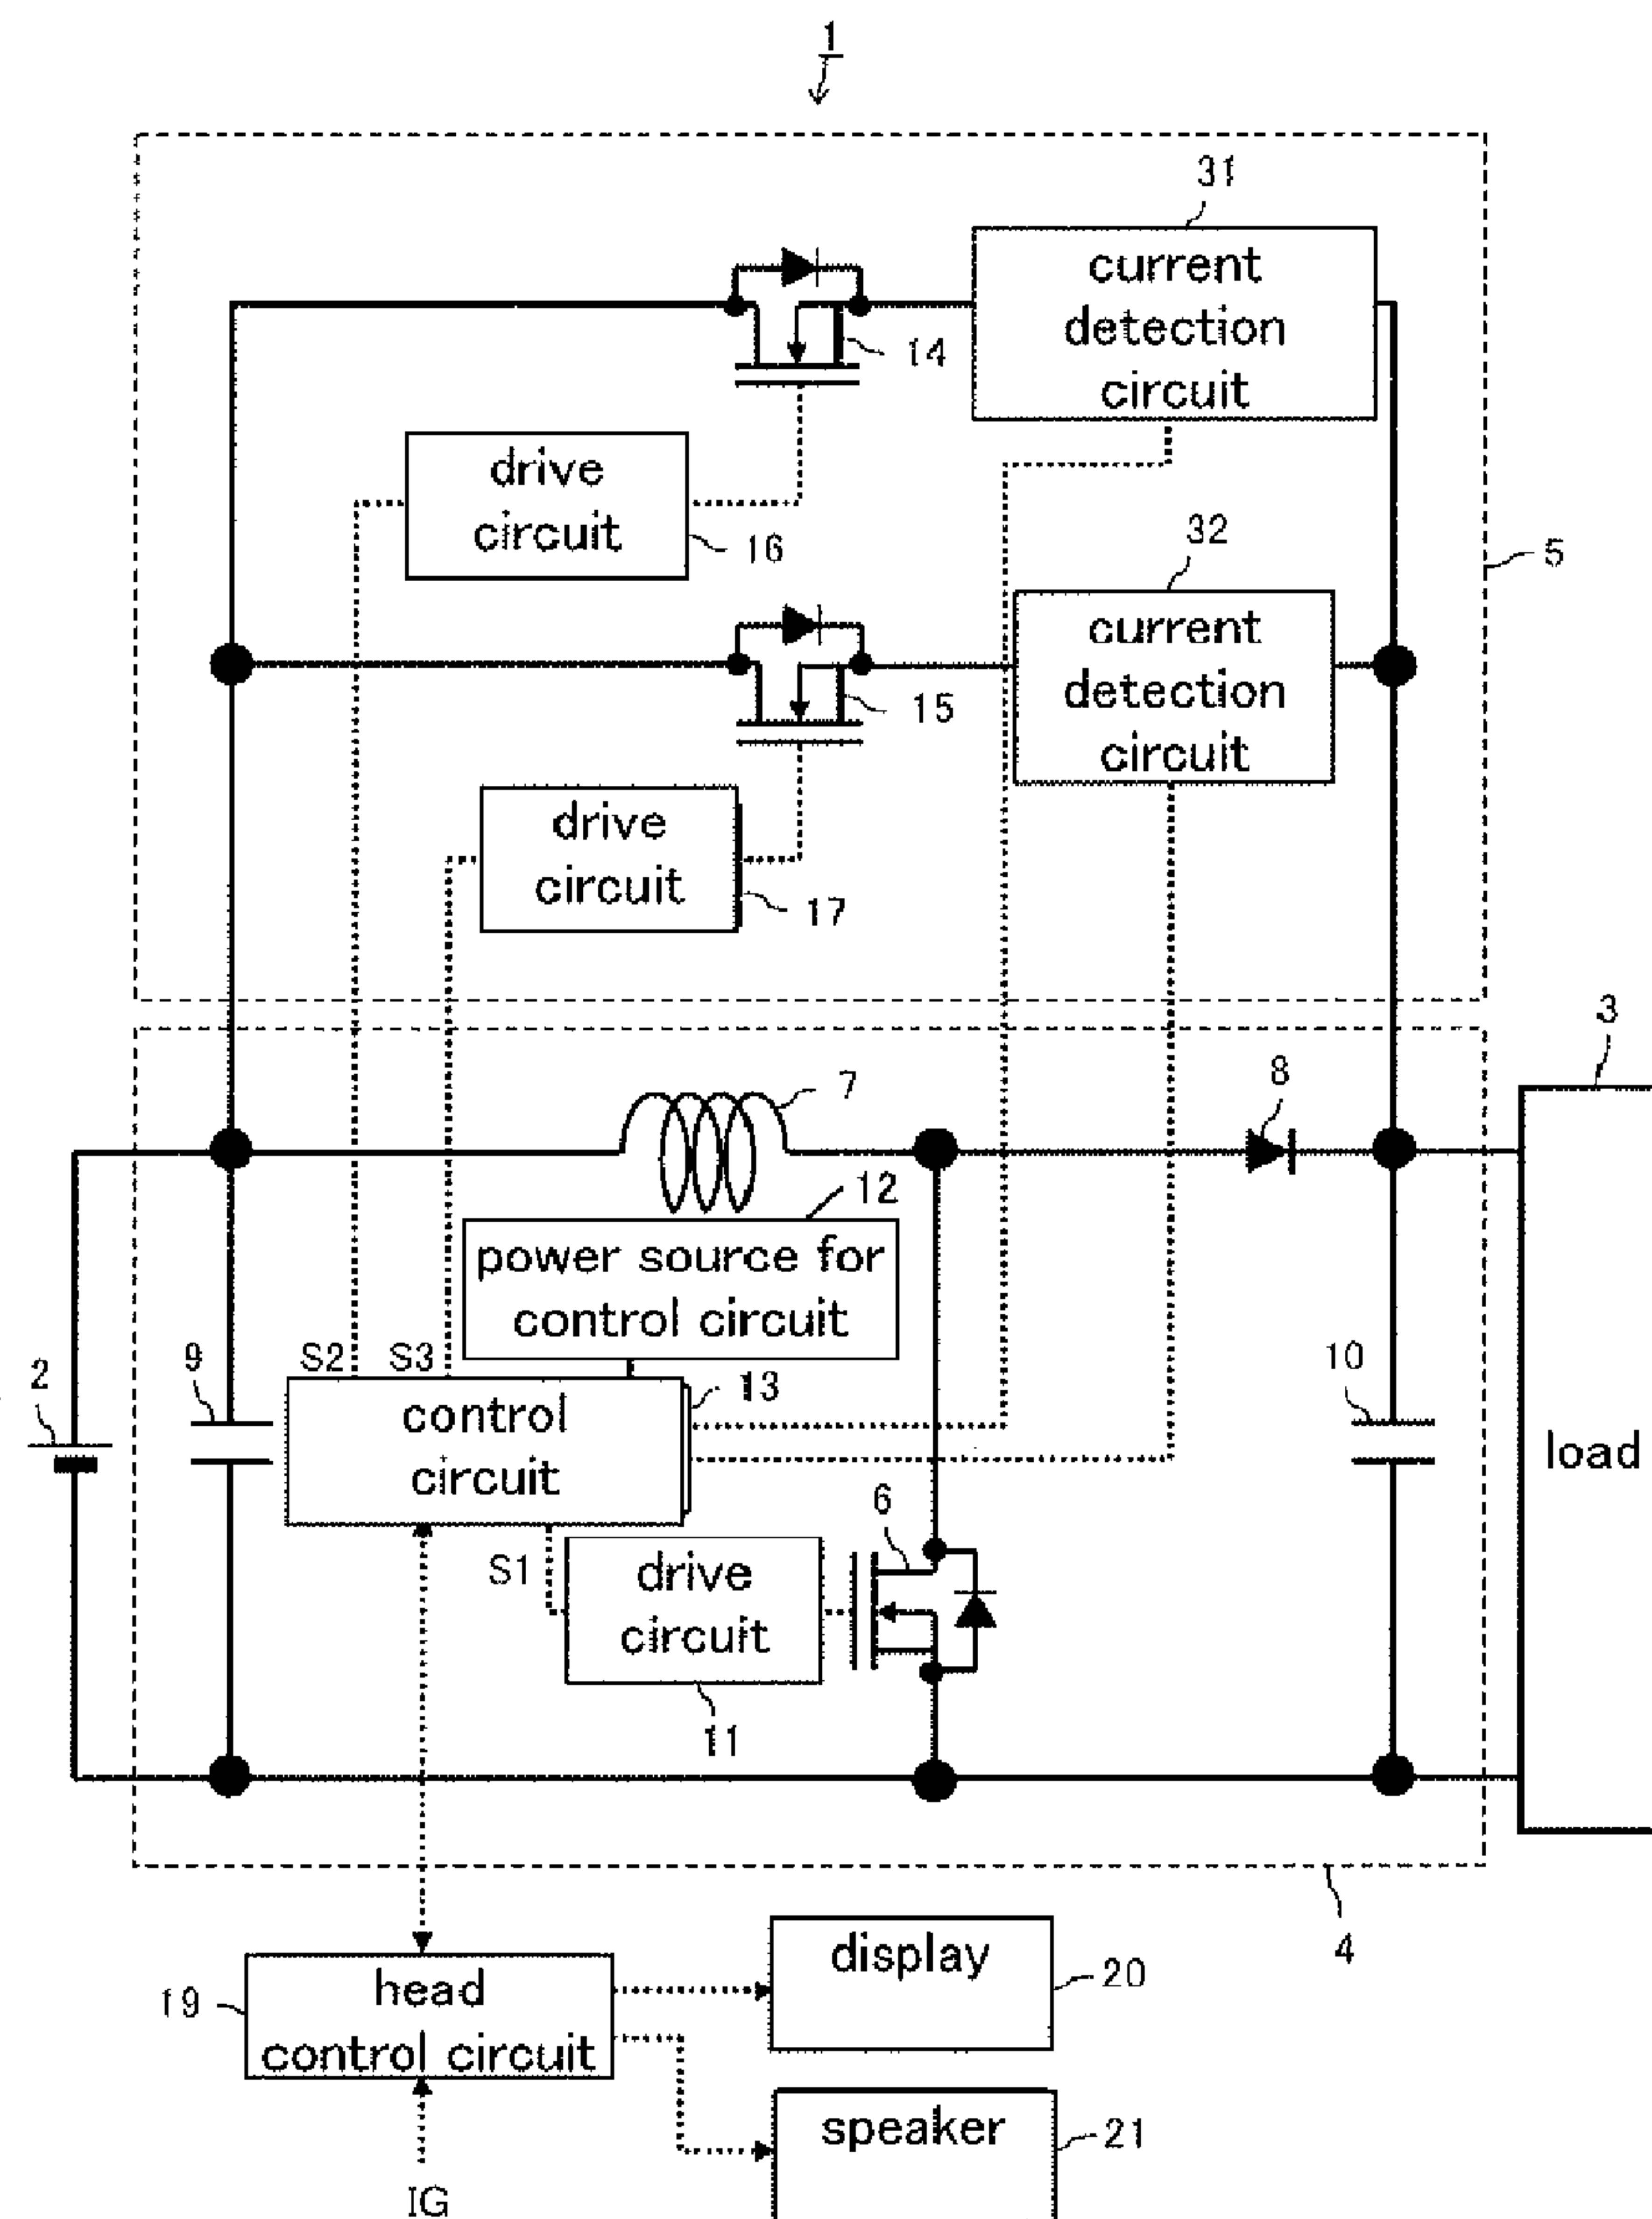 1
31
current
detection
circuit
14
drive
circuit
16
32
5
current
detection
circuit
15
drive
circuit
17
3
8
7
12
power source for
control circuit
S2
S3
9
2
13
10
control
circuit
load
6
S1
drive
circuit
11
4
display
20
19
head
control circuit
speaker
21
IG